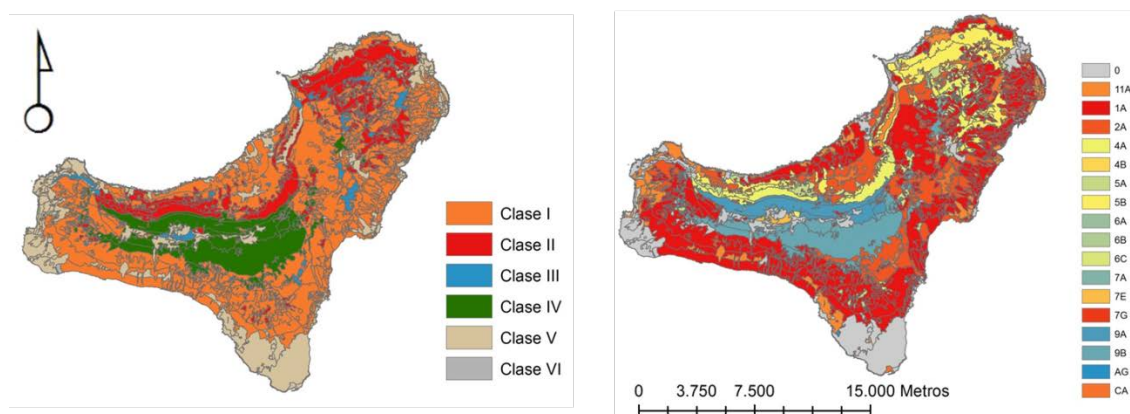 Clase I
Clase II
Clase III
Clase IV
Clase V
Clase VI
0
11A
1A
2A
4A
4B
5A
5B
6A
6B
6C
7A
7E
7G
9A
9B
AG
CA
0 3.750 7.500 15.000 Metros